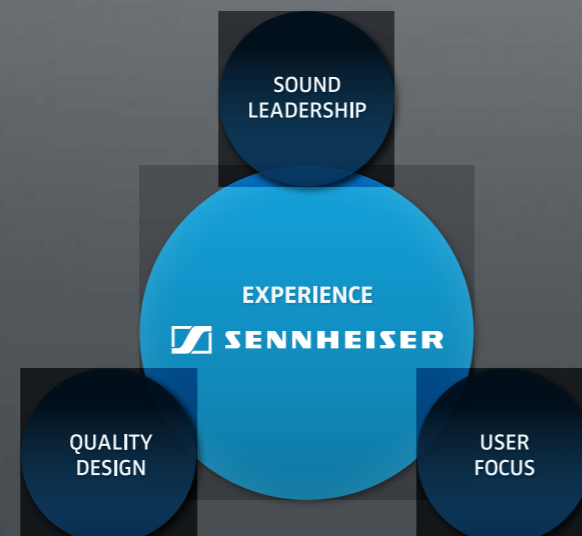 SOUND
LEADERSHIP
EXPERIENCE
SENNHEISER
QUALITY
DESIGN
USER
FOCUS